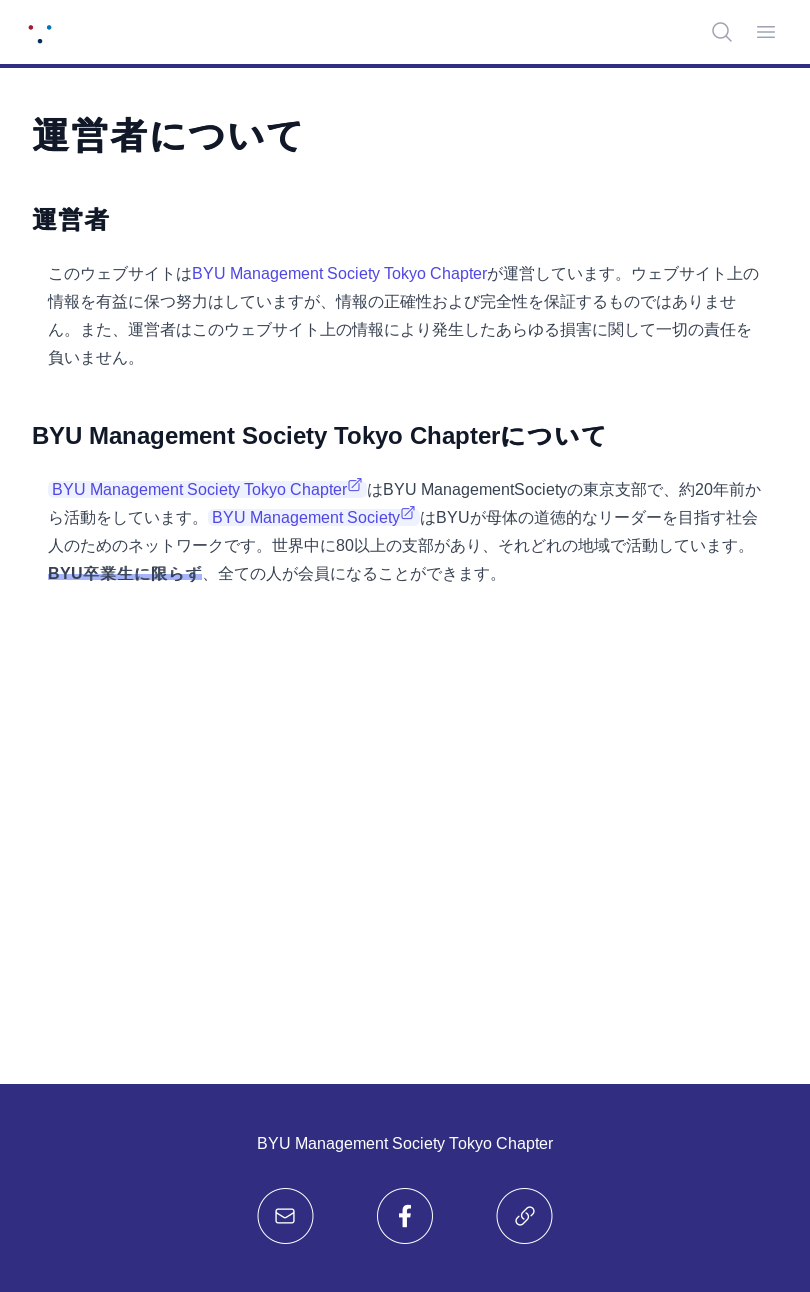 運営者について
運営者
このウェブサイトはBYU Management Society Tokyo Chapterが運営しています。ウェブサイト上の
情報を有益に保つ努力はしていますが、情報の正確性および完全性を保証するものではありませ
ん。また、運営者はこのウェブサイト上の情報により発生したあらゆる損害に関して一切の責任を
負いません。
BYU Management Society Tokyo Chapterについて
BYU Management Society Tokyo ChapterはBYU ManagementSocietyの東京支部で、約20年前か
ら活動をしています。BYU Management SocietyはBYUが母体の道徳的なリーダーを目指す社会
人のためのネットワークです。世界中に80以上の支部があり、それどれの地域で活動しています。
BYU卒業生に限らず、全ての人が会員になることができます。
BYU Management Society Tokyo Chapter